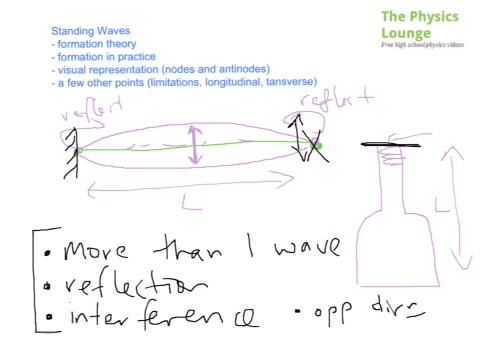 Standing Waves
- formation theory
- formation in practice
- visual representation (nodes and antinodes)
- a few other points (limitations, longitudinal, tansverse)
The Physics
Lounge
Free high school physics videos
reflect
reflect
L
L
• More than 1 wave
• reflection
• interference • opp dirs